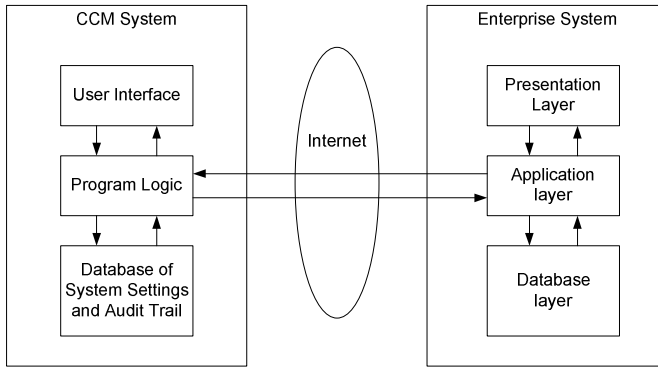 CCM System
User Interface
Program Logic
Database of
System Settings
and Audit Trail
Internet
Enterprise System
Presentation
Layer
Application
layer
Database
layer